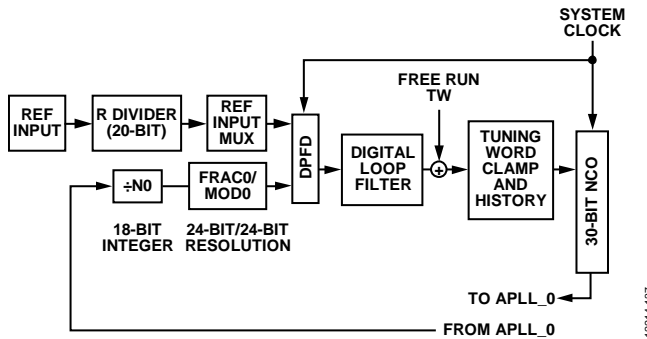 SYSTEM
CLOCK
FREE RUN
TW
REF
INPUT
R DIVIDER
(20-BIT)
REF
INPUT
MUX
DPFD
DIGITAL
LOOP
FILTER
+
TUNING
WORD
CLAMP
AND
HISTORY
30-BIT NCO
÷N0
FRAC0/
MOD0
18-BIT
INTEGER
24-BIT/24-BIT
RESOLUTION
TO APLL_0
FROM APLL_0